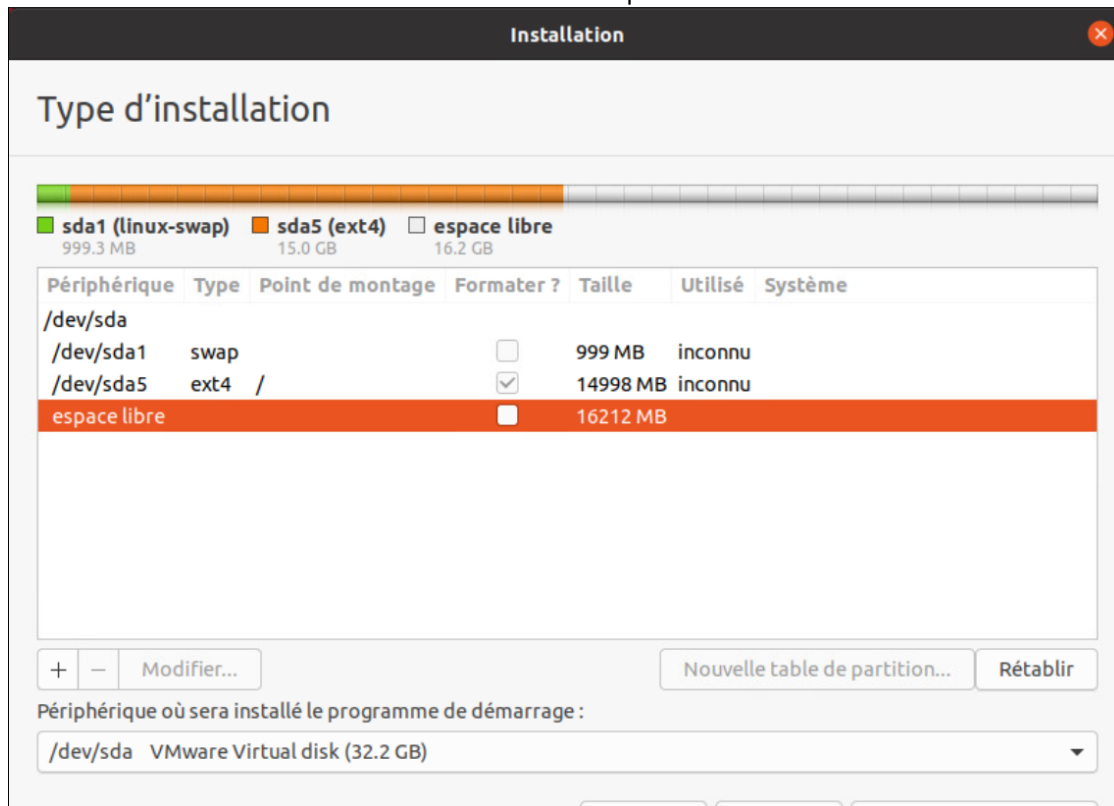 Installation
Type d’installation
sda1 (linux-swap) sda5 (ext4) espace libre
999.3 MB 15.0 GB 16.2 GB
Périphérique Type Point de montage Formater ? Taille Utilisé Système
/dev/sda
/dev/sda1 swap 999 MB inconnu
/dev/sda5 ext4 / 14998 MB inconnu
espace libre 16212 MB
+ − Modifier... Nouvelle table de partition... Rétablir
Périphérique où sera installé le programme de démarrage :
/dev/sda VMware Virtual disk (32.2 GB)